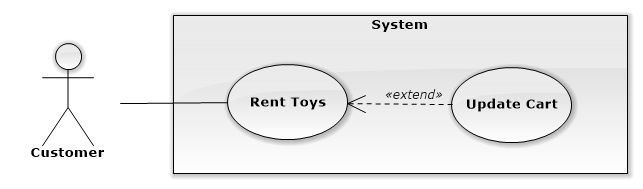 System
Rent Toys
«extend»
Update Cart
Customer